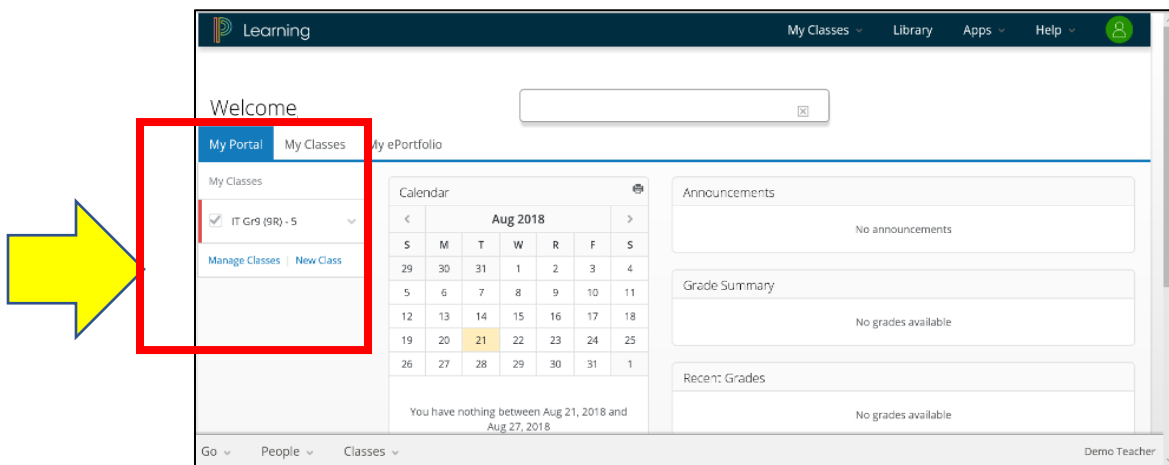 Learning
My Classes Library Apps Help
Welcome
My Portal My Classes My ePortfolio
My Classes
IT Gr9 (9R) - 5
Manage Classes | New Class
Calendar
Aug 2018
S M T W R F S
29 30 31 1 2 3 4
5 6 7 8 9 10 11
12 13 14 15 16 17 18
19 20 21 22 23 24 25
26 27 28 29 30 31 1
You have nothing between Aug 21, 2018 and
Aug 27, 2018
Announcements
No announcements
Grade Summary
No grades available
Recent Grades
No grades available
Go People Classes Demo Teacher